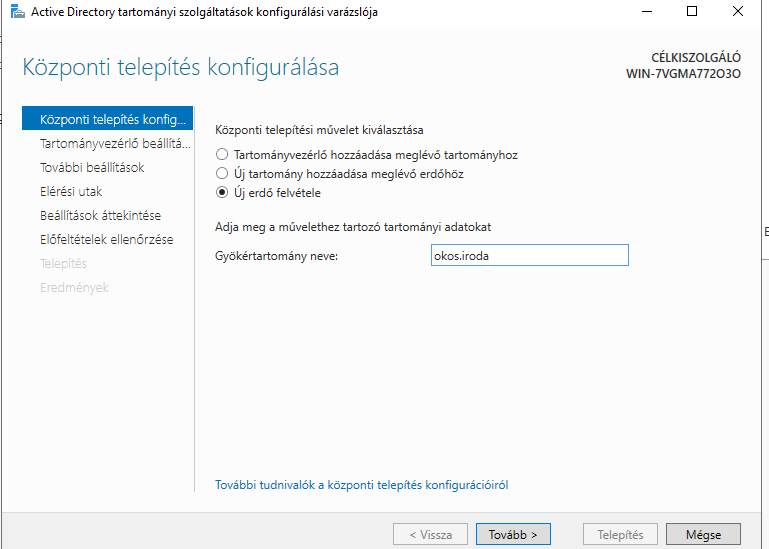 Active Directory tartományi szolgáltatások konfigurálási varázslója
Központi telepítés konfigurálása
CÉLKISZOLGÁLÓ
WIN-7VGMA772O3O
Központi telepítés konfig...
Tartományvezérlő beállítá...
További beállítások
Elérési utak
Beállítások áttekintése
Előfeltételek ellenőrzése
Telepítés
Eredmények
Központi telepítési művelet kiválasztása
Tartományvezérlő hozzáadása meglévő tartományhoz
Új tartomány hozzáadása meglévő erdőhöz
Új erdő felvétele
Adja meg a művelethez tartozó tartományi adatokat
Gyökértartomány neve: okos.iroda
További tudnivalók a központi telepítés konfigurációiról
< Vissza Tovább > Telepítés Mégse